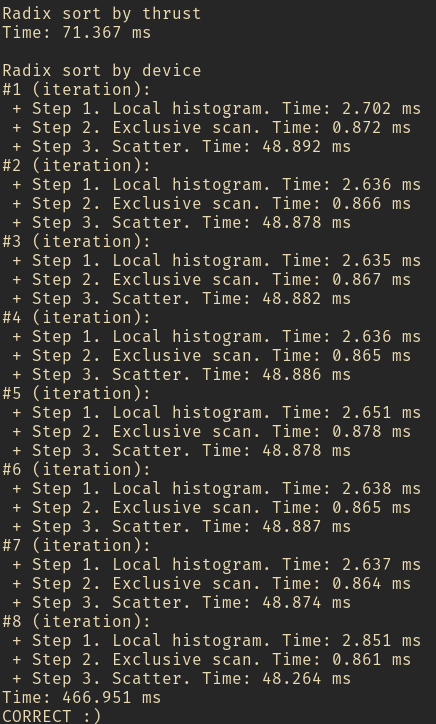 Radix sort by thrust
Time: 71.367 ms

Radix sort by device
#1 (iteration):
 + Step 1. Local histogram. Time: 2.702 ms
 + Step 2. Exclusive scan. Time: 0.872 ms
 + Step 3. Scatter. Time: 48.892 ms
#2 (iteration):
 + Step 1. Local histogram. Time: 2.636 ms
 + Step 2. Exclusive scan. Time: 0.866 ms
 + Step 3. Scatter. Time: 48.878 ms
#3 (iteration):
 + Step 1. Local histogram. Time: 2.635 ms
 + Step 2. Exclusive scan. Time: 0.867 ms
 + Step 3. Scatter. Time: 48.882 ms
#4 (iteration):
 + Step 1. Local histogram. Time: 2.636 ms
 + Step 2. Exclusive scan. Time: 0.865 ms
 + Step 3. Scatter. Time: 48.886 ms
#5 (iteration):
 + Step 1. Local histogram. Time: 2.651 ms
 + Step 2. Exclusive scan. Time: 0.878 ms
 + Step 3. Scatter. Time: 48.878 ms
#6 (iteration):
 + Step 1. Local histogram. Time: 2.638 ms
 + Step 2. Exclusive scan. Time: 0.865 ms
 + Step 3. Scatter. Time: 48.887 ms
#7 (iteration):
 + Step 1. Local histogram. Time: 2.637 ms
 + Step 2. Exclusive scan. Time: 0.864 ms
 + Step 3. Scatter. Time: 48.874 ms
#8 (iteration):
 + Step 1. Local histogram. Time: 2.851 ms
 + Step 2. Exclusive scan. Time: 0.861 ms
 + Step 3. Scatter. Time: 48.264 ms
Time: 466.951 ms
CORRECT :)